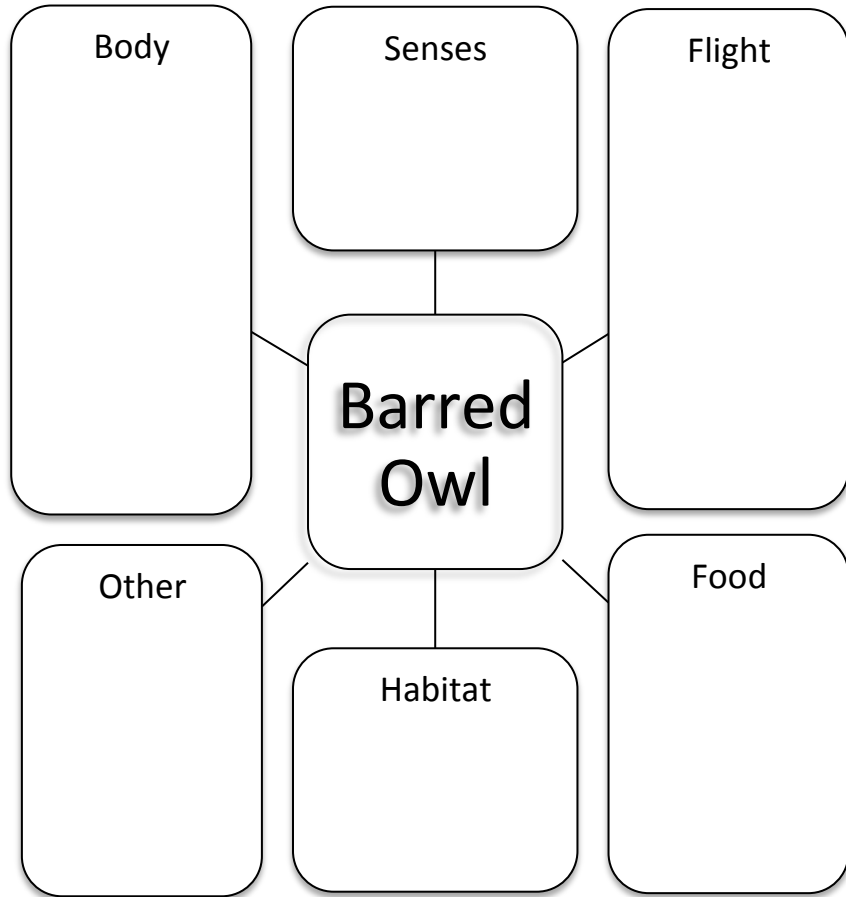 Body
Senses
Flight
Barred
Owl
Other
Habitat
Food